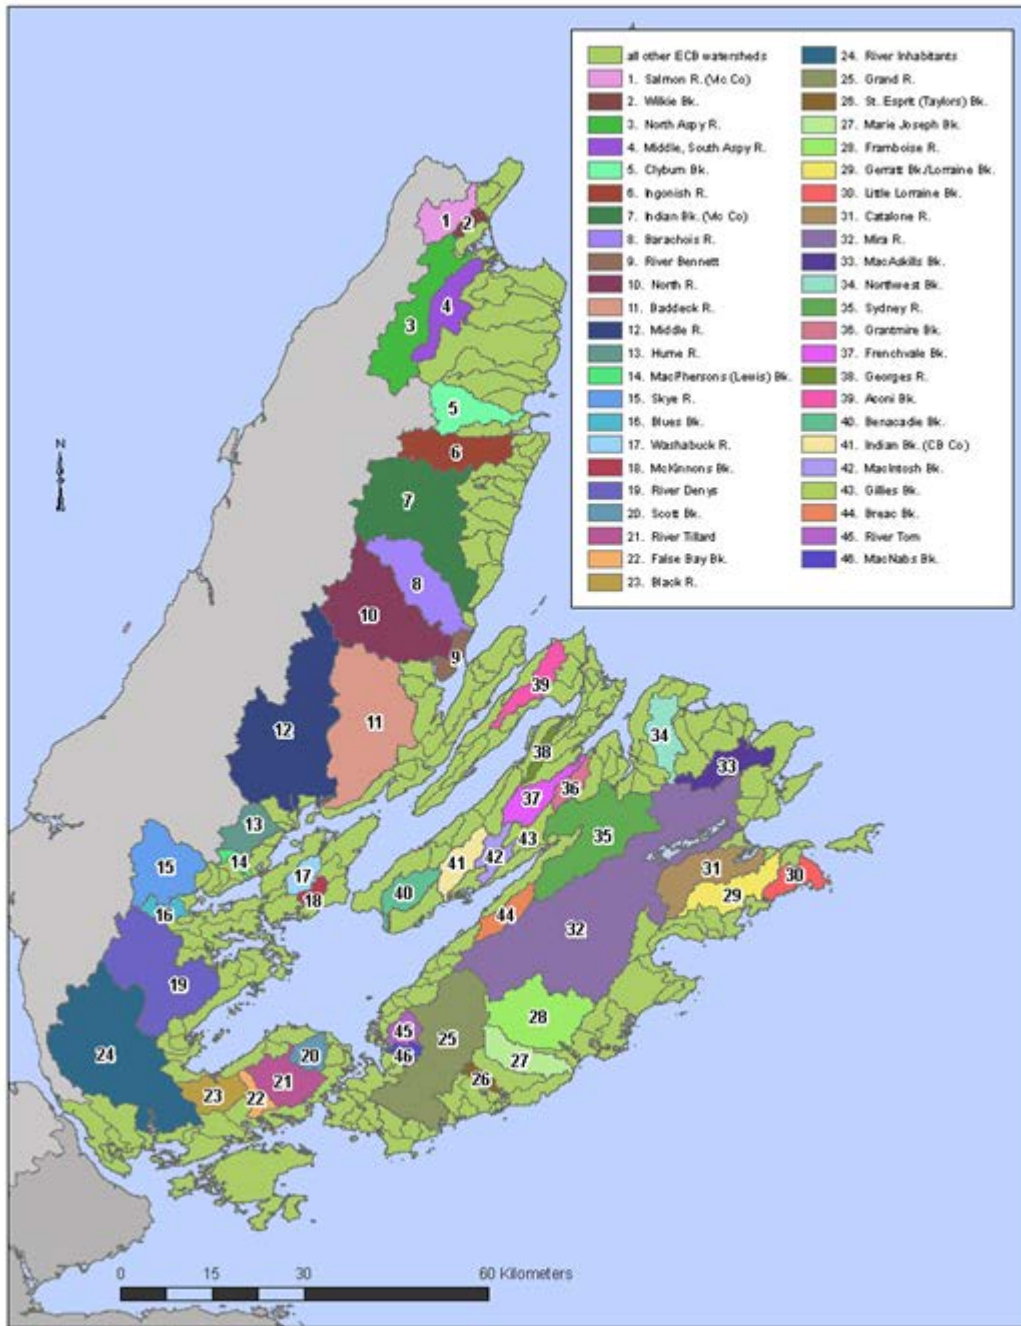 all other ECB watersheds
1. Salmon R. (Vic Co)
2. Wilkie Bk.
3. North Aspy R.
4. Middle, South Aspy R.
5. Clyburn Bk.
6. Ingonish R.
7. Indian Bk. (Vic Co)
8. Barachois R.
9. River Bennett
10. North R.
11. Baddeck R.
12. Middle R.
13. Hume R.
14. MacPhersons (Lewis) Bk.
15. Skye R.
16. Blues Bk.
17. Washabuck R.
18. McKinnons Bk.
19. River Denys
20. Scott Bk.
21. River Tillard
22. False Bay Bk.
23. Black R.
24. River Inhabitants
25. Grand R.
26. St. Esprit (Taylors) Bk.
27. Marie Joseph Bk.
28. Framboise R.
29. Gerratt Bk./Lorraine Bk.
30. Little Lorraine Bk.
31. Catalone R.
32. Mira R.
33. MacAskills Bk.
34. Northwest Bk.
35. Sydney R.
36. Grantmire Bk.
37. Frenchvale Bk.
38. Georges R.
39. Aconi Bk.
40. Benacadie Bk.
41. Indian Bk. (CB Co)
42. MacIntosh Bk.
43. Gillies Bk.
44. Breac Bk.
45. River Tom
46. MacNabs Bk.
1
2
3
4
5
N
6
7
8
10
9
39
11
12
34
38
33
37
36
13
35
43
14
42
15
41
31
17
30
40
29
18
16
44
32
19
28
45
25
24
46
20
27
26
21
23
22
0 15 30 60 Kilometers